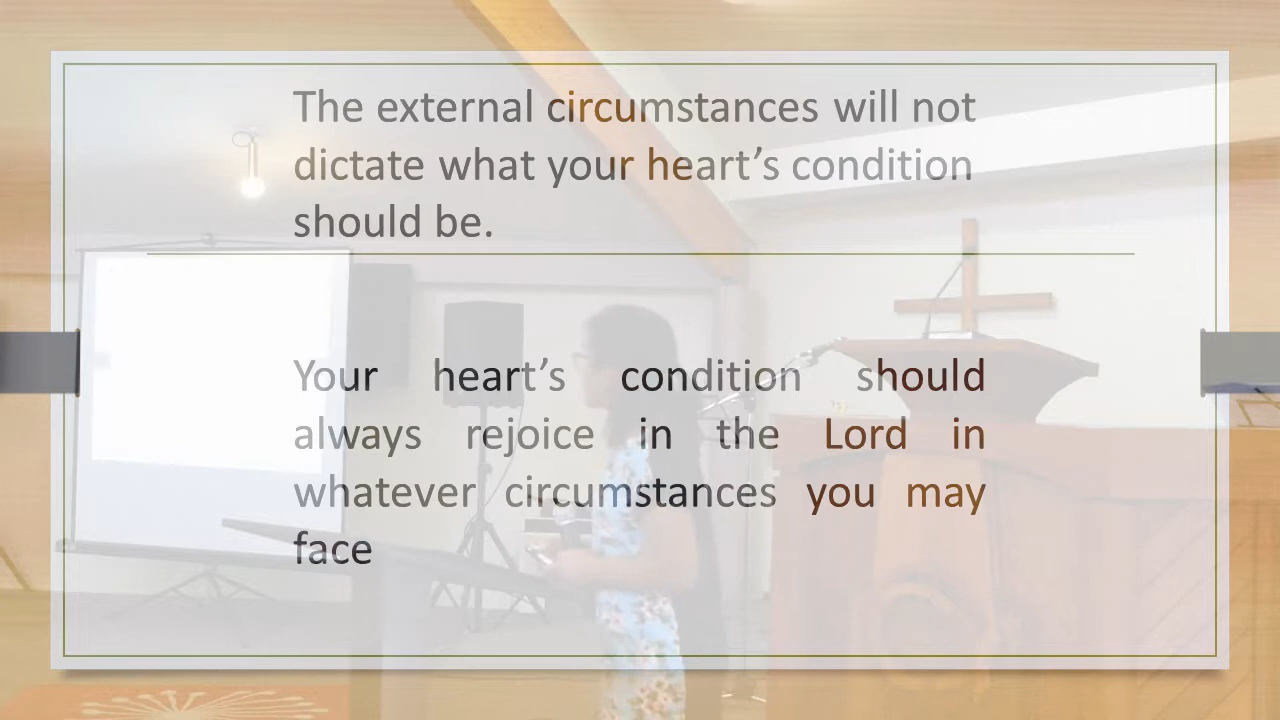 The external circumstances will not
dictate what your heart’s condition
should be.
Your heart’s condition should
always rejoice in the Lord in
whatever circumstances you may
face